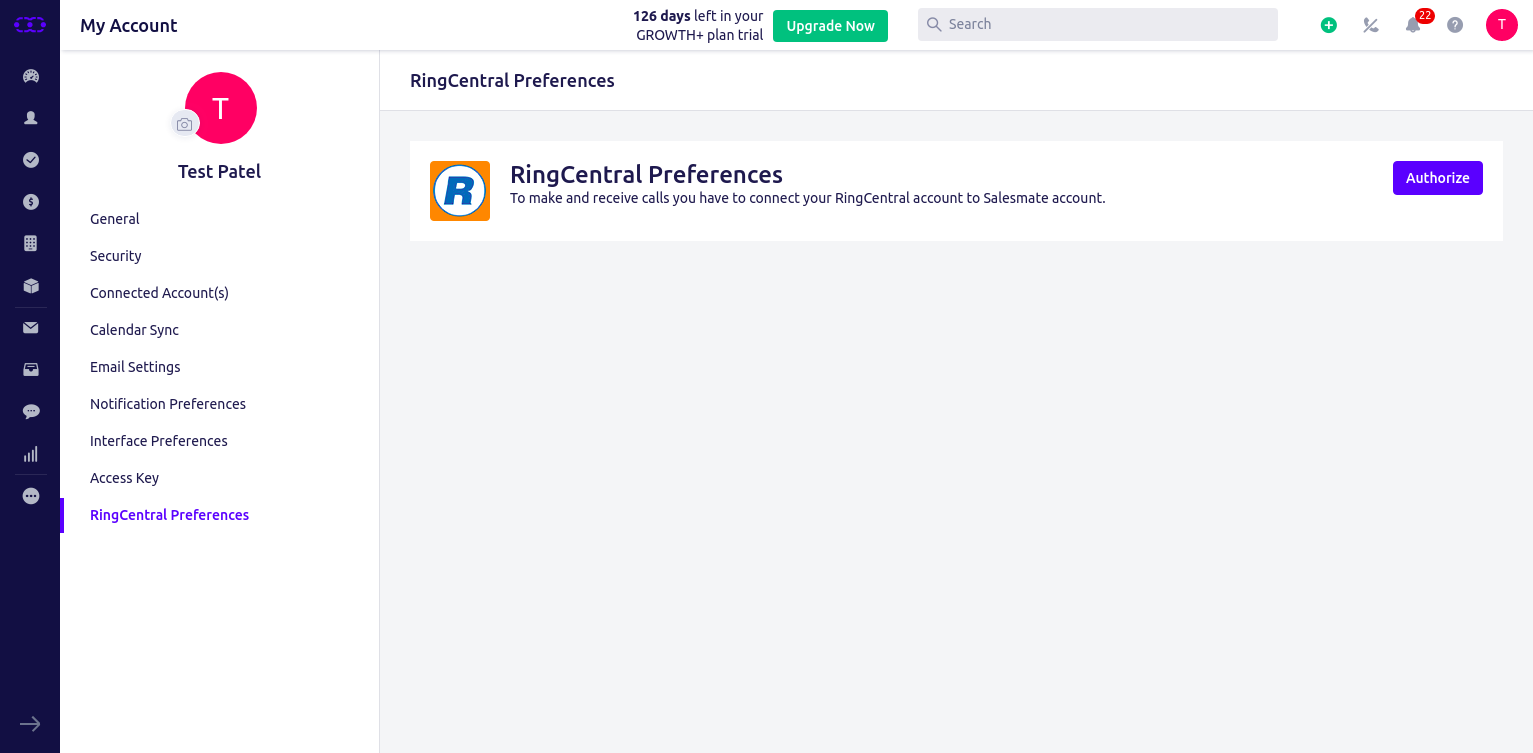 My Account
126 days left in your
GROWTH+ plan trial
Upgrade Now
Search
22
T
T
Test Patel
General
Security
Connected Account(s)
Calendar Sync
Email Settings
Notification Preferences
Interface Preferences
Access Key
RingCentral Preferences
RingCentral Preferences
R
RingCentral Preferences
To make and receive calls you have to connect your RingCentral account to Salesmate account.
Authorize